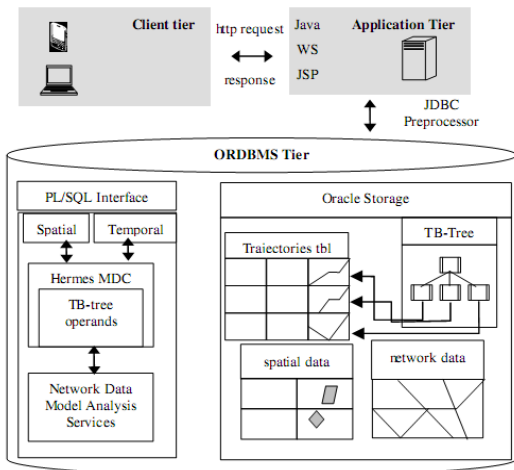 Client tier
http request
response
Java
WS
JSP
Application Tier
JDBC
Preprocessor
ORDBMS Tier
PL/SQL Interface
Spatial
Temporal
Hermes MDC
TB-tree
operands
Network Data
Model Analysis
Services
Oracle Storage
Traiectories tbl
TB-Tree
spatial data
network data